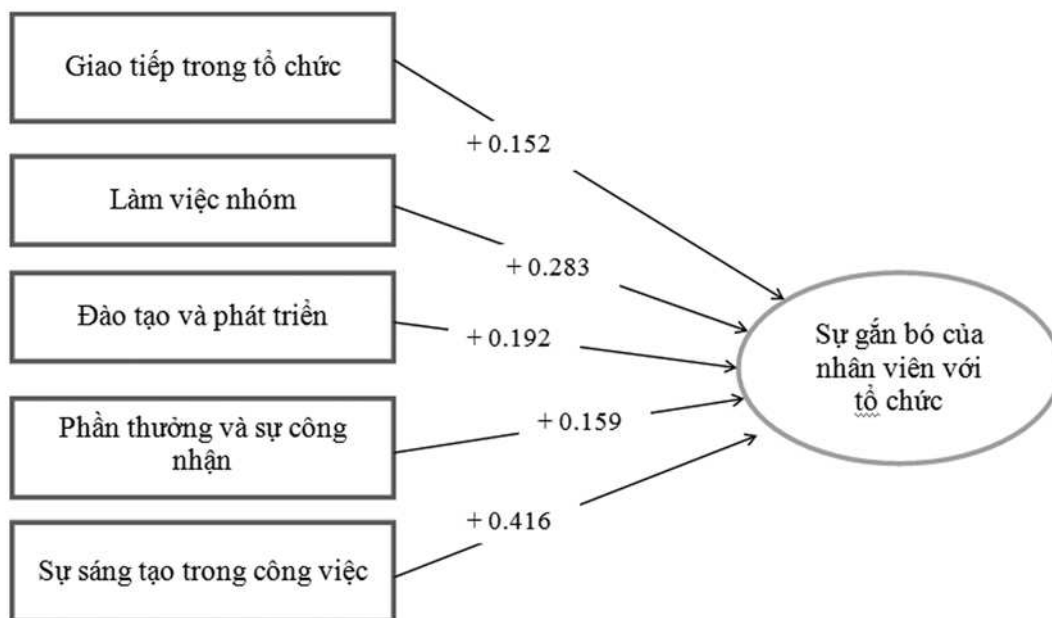 Giao tiếp trong tổ chức
+ 0.152
Làm việc nhóm
+ 0.283
Đào tạo và phát triển
+ 0.192
Phần thưởng và sự công
nhận
+ 0.159
Sự sáng tạo trong công việc
+ 0.416
Sự gắn bó của
nhân viên với
tổ chức